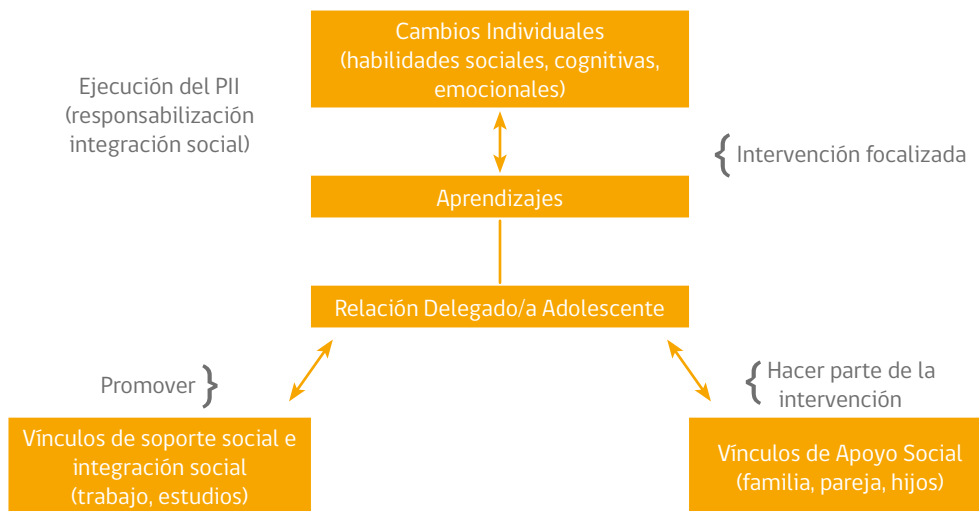 Cambios Individuales
(habilidades sociales, cognitivas,
emocionales)
Ejecución del PII
(responsabilización
integración social)
Intervención focalizada
Aprendizajes
Relación Delegado/a Adolescente
Promover
Hacer parte de la
intervención
Vínculos de soporte social e
integración social
(trabajo, estudios)
Vínculos de Apoyo Social
(familia, pareja, hijos)